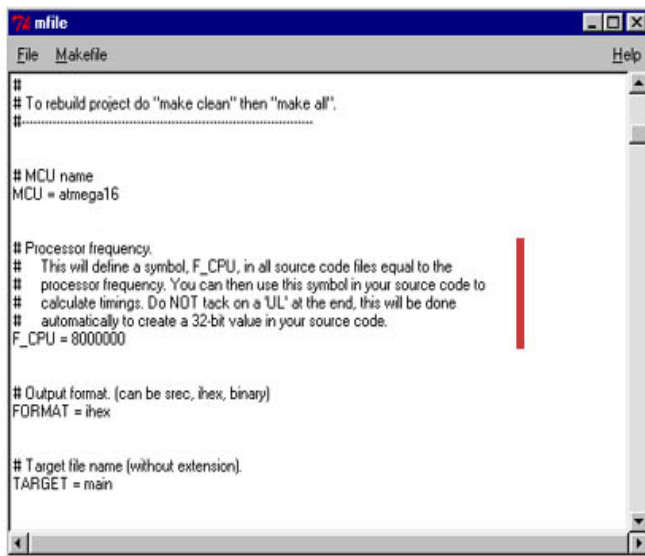 mfile
File Makefile Help
#
# To rebuild project do "make clean" then "make all".
#----------------------------------------------------------------------------
# MCU name
MCU = atmega16
# Processor frequency.
# This will define a symbol, F_CPU, in all source code files equal to the
# processor frequency. You can then use this symbol in your source code to
# calculate timings. Do NOT tack on a 'UL' at the end, this will be done
# automatically to create a 32-bit value in your source code.
F_CPU = 8000000
# Output format. (can be srec, ihex, binary)
FORMAT = ihex
# Target file name (without extension).
TARGET = main